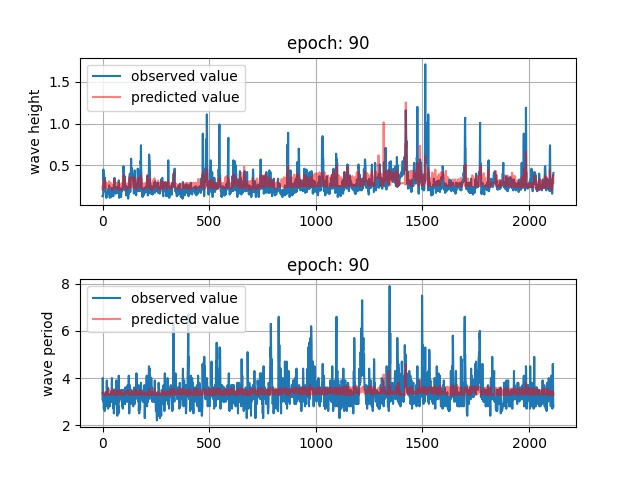 epoch: 90
observed value
predicted value
wave height
1.5
1.0
0.5
0 500 1000 1500 2000
epoch: 90
observed value
predicted value
wave period
8
6
4
2
0 500 1000 1500 2000